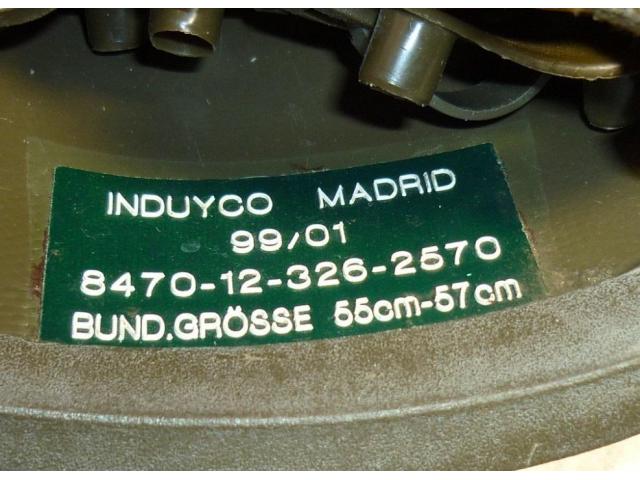 INDUYCO MADRID
99/01
8470-12-326-2570
BUND.GRÖSSE 55cm-57cm